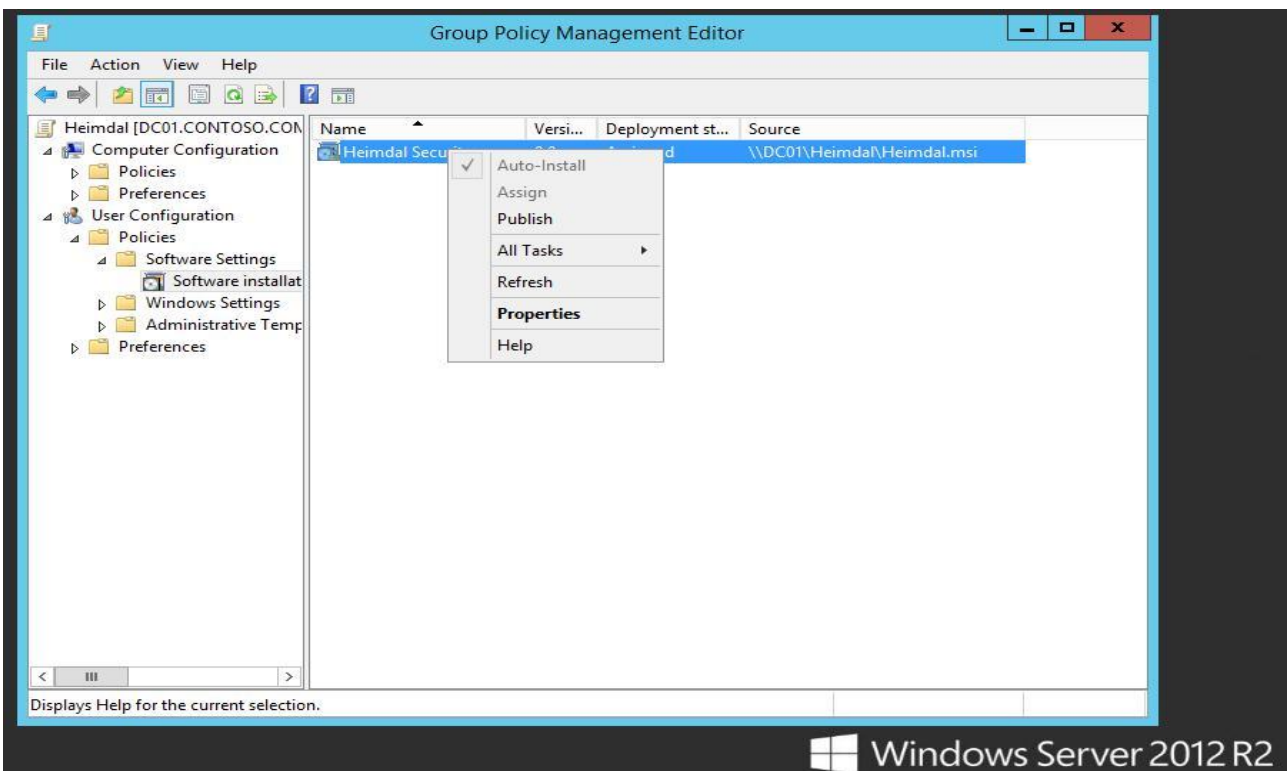 Group Policy Management Editor
File Action View Help
Heimdal [DC01.CONTOSO.CON
Computer Configuration
Policies
Preferences
User Configuration
Policies
Software Settings
Software installat
Windows Settings
Administrative Temp
Preferences
Name Versi... Deployment st... Source
Heimdal \\DC01\Heimdal\Heimdal.msi
Auto-Install
Assign
Publish
All Tasks
Refresh
Properties
Help
Displays Help for the current selection.
Windows Server 2012 R2